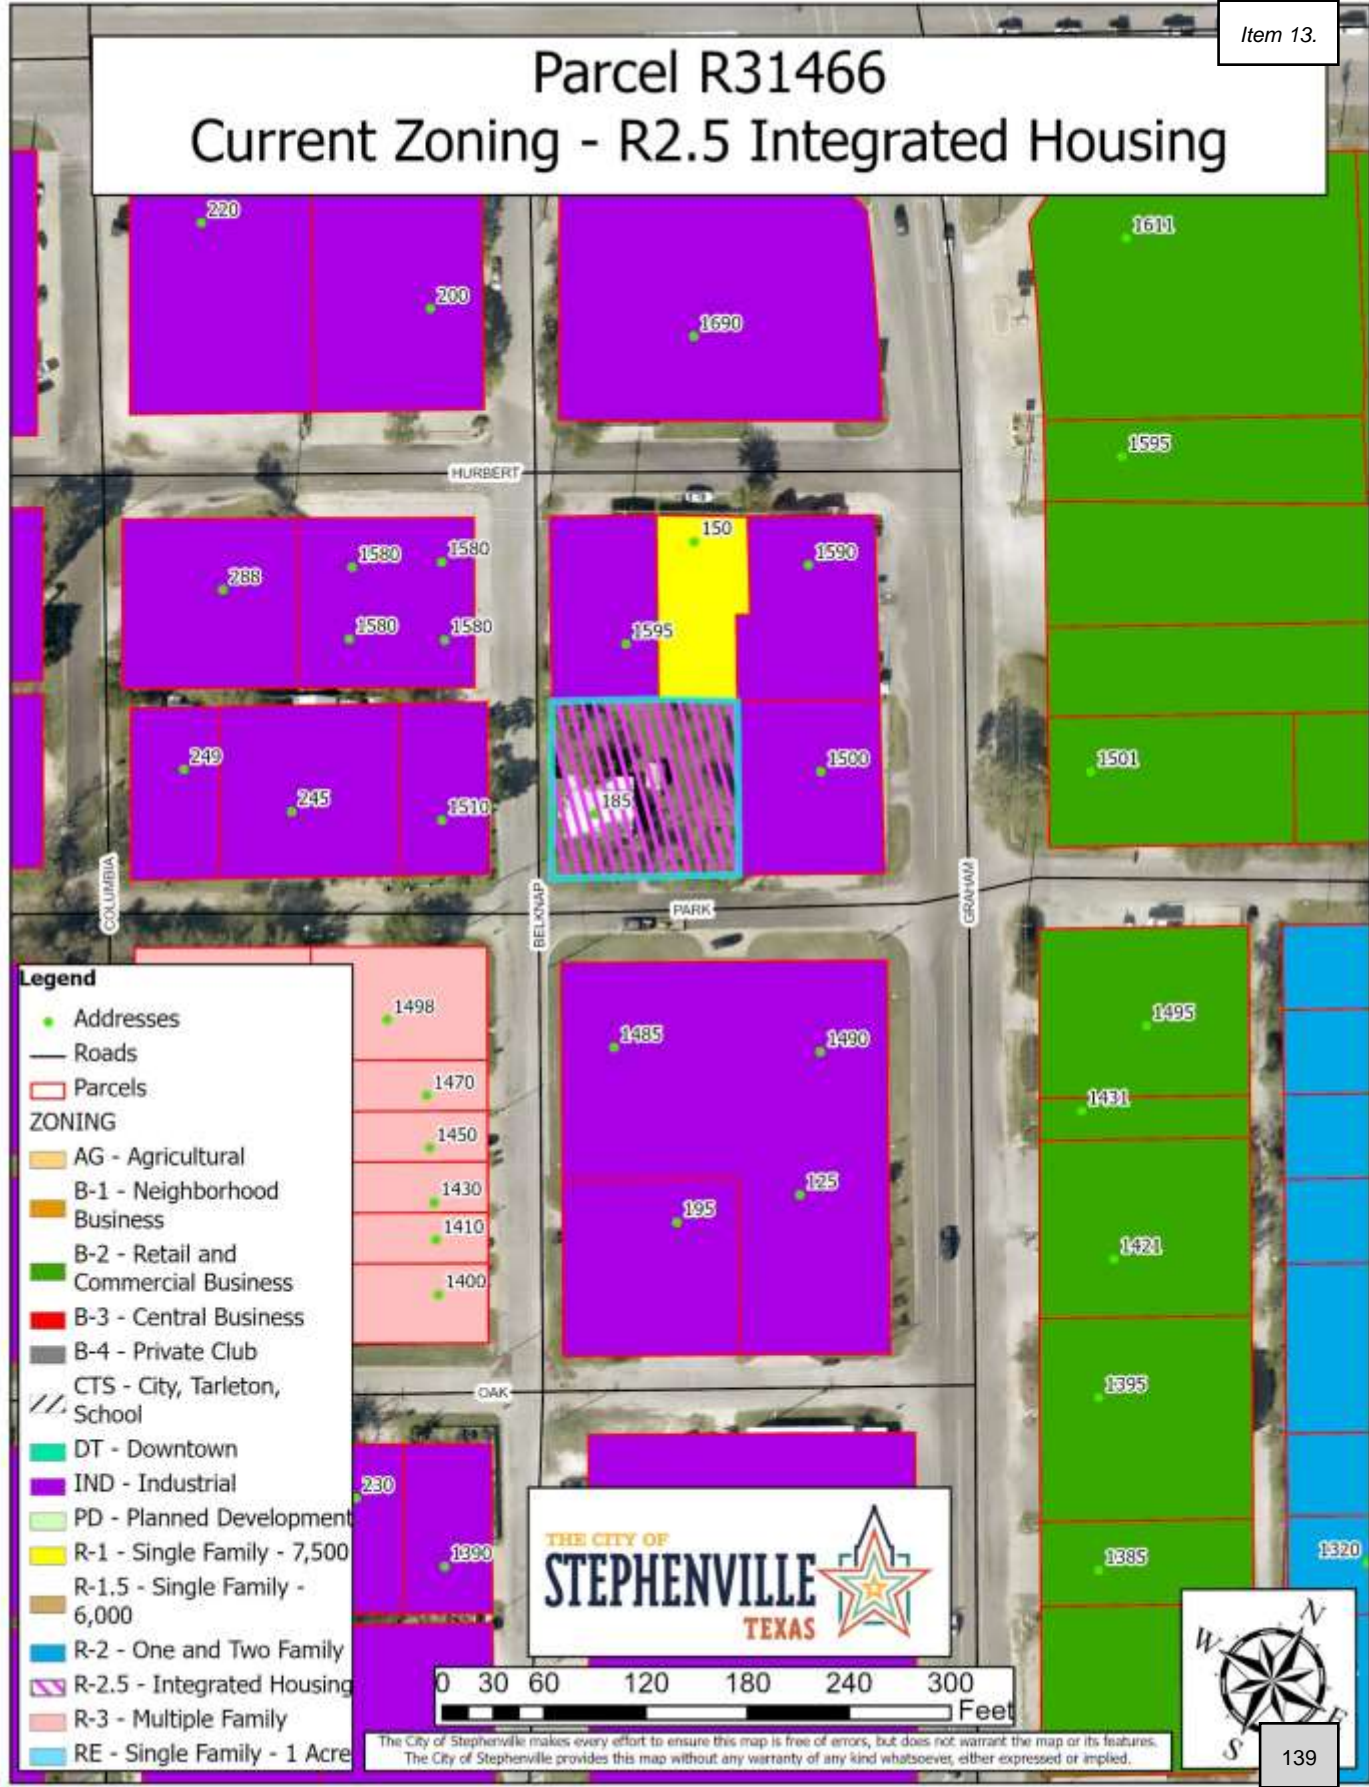 Item 13.
Parcel R31466
Current Zoning - R2.5 Integrated Housing
220
200
1690
1611
1595
HURBERT
150
1590
1580
1580
288
1580
1580
1595
249
245
1510
185
1500
1501
COLUMBIA
BELKNAP
PARK
GRAHAM
1498
1470
1450
1430
1410
1400
1485
1490
195
125
1495
1431
1421
1395
1385
1320
OAK
230
1390
Legend
Addresses
Roads
Parcels
ZONING
AG - Agricultural
B-1 - Neighborhood
Business
B-2 - Retail and
Commercial Business
B-3 - Central Business
B-4 - Private Club
CTS - City, Tarleton,
School
DT - Downtown
IND - Industrial
PD - Planned Development
R-1 - Single Family - 7,500
R-1.5 - Single Family -
6,000
R-2 - One and Two Family
R-2.5 - Integrated Housing
R-3 - Multiple Family
RE - Single Family - 1 Acre
THE CITY OF
STEPHENVILLE
TEXAS
0 30 60 120 180 240 300
Feet
The City of Stephenville makes every effort to ensure this map is free of errors, but does not warrant the map or its features.
The City of Stephenville provides this map without any warranty of any kind whatsoever, either expressed or implied.
N
W
E
S
139